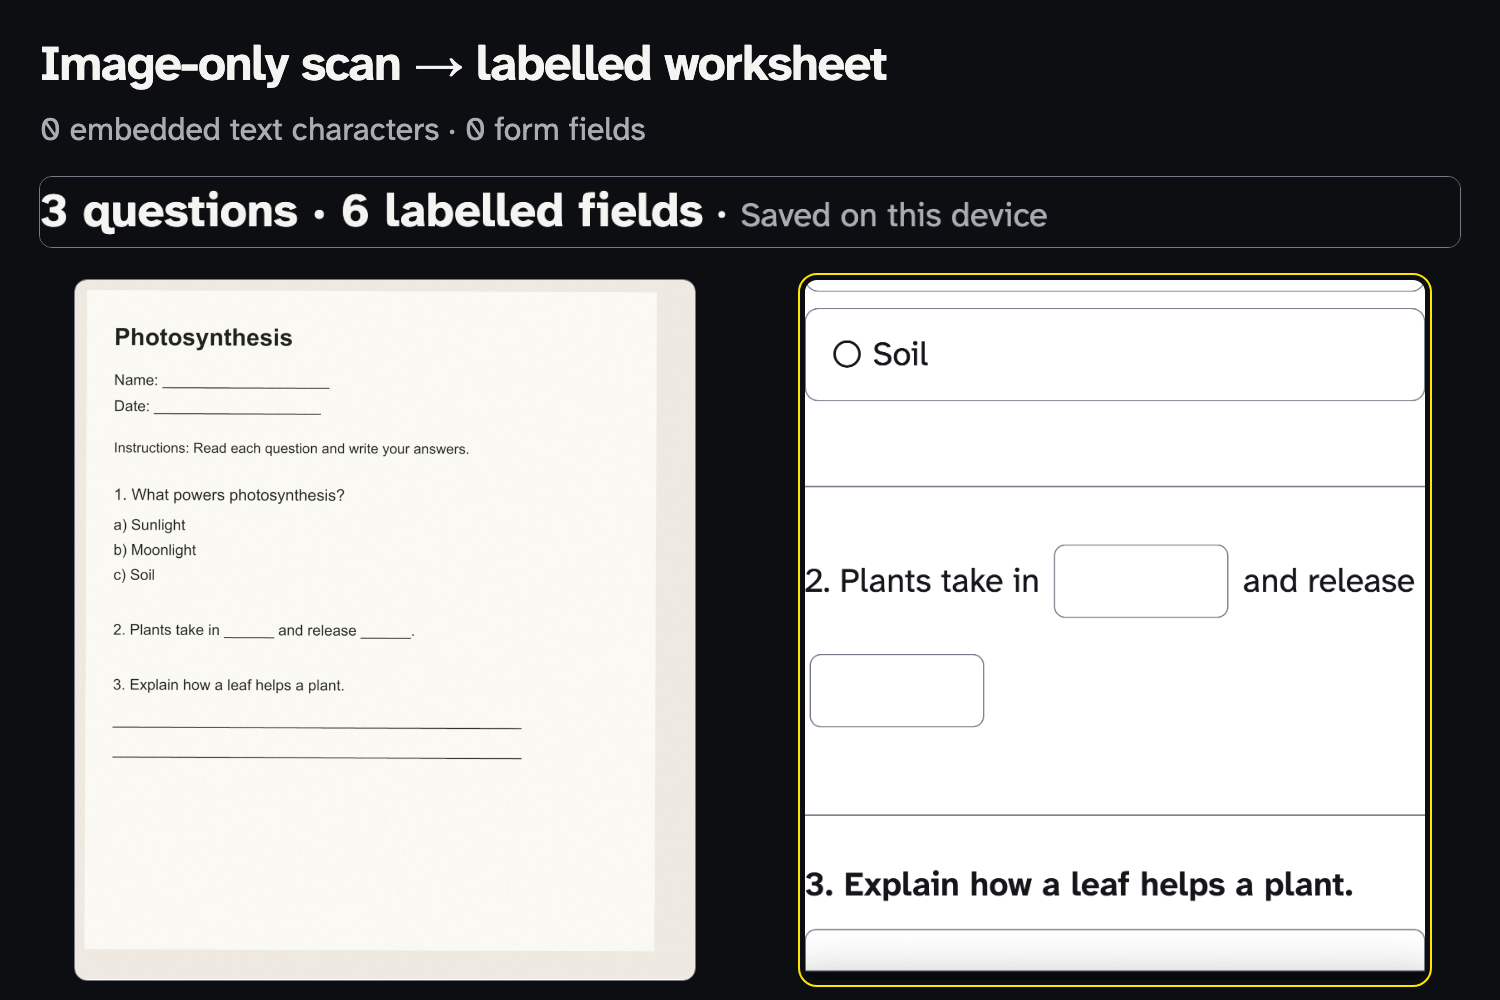 Image-only scan → labelled worksheet
0 embedded text characters · 0 form fields
3 questions · 6 labelled fields · Saved on this device
Photosynthesis
Name: ____________________
Date: ____________________
Instructions: Read each question and write your answers.
1. What powers photosynthesis?
a) Sunlight
b) Moonlight
c) Soil
2. Plants take in ______ and release ______.
3. Explain how a leaf helps a plant.
Soil
2. Plants take in and release
3. Explain how a leaf helps a plant.